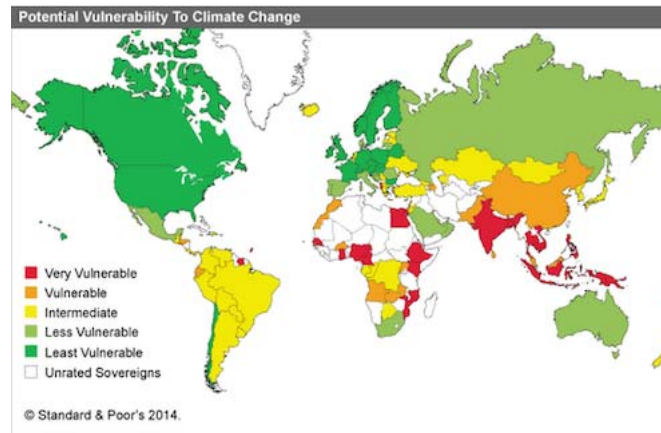 Potential Vulnerability To Climate Change
Very Vulnerable
Vulnerable
Intermediate
Less Vulnerable
Least Vulnerable
Unrated Sovereigns
© Standard & Poor's 2014.